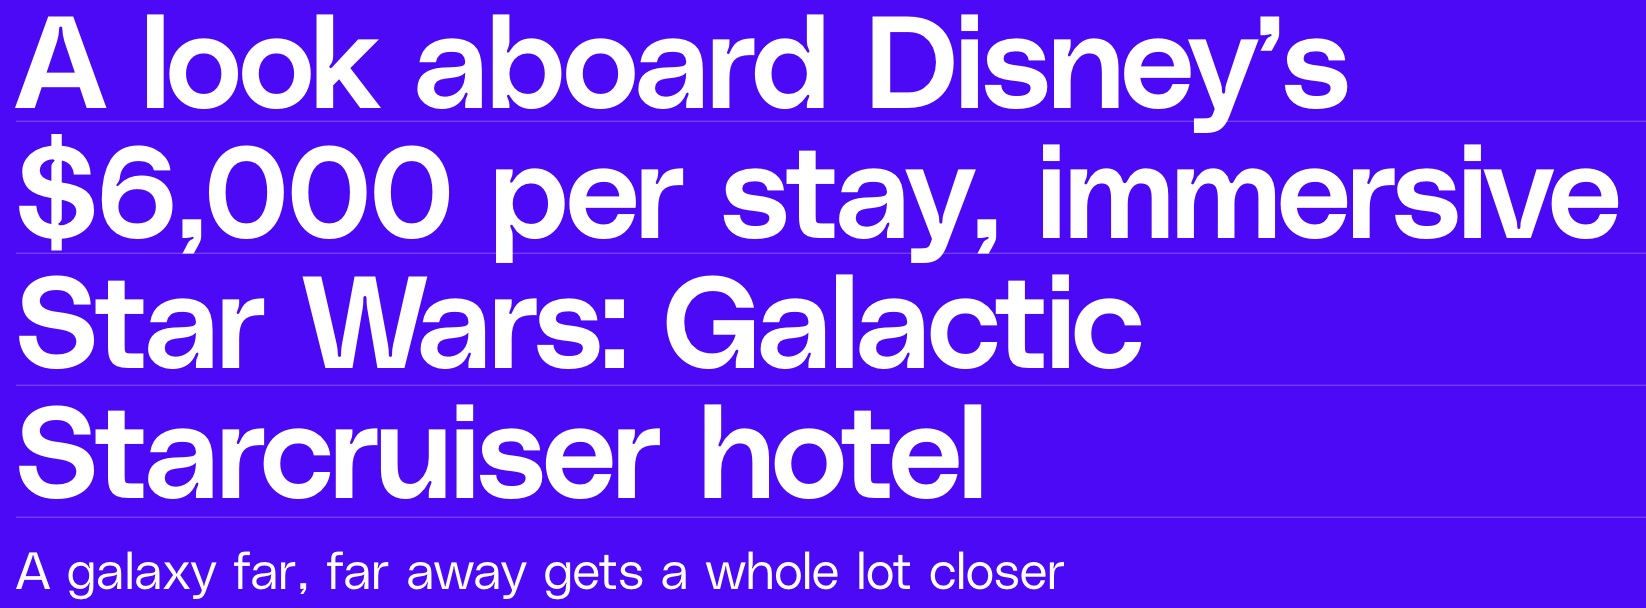 A look aboard Disney’s
$6,000 per stay, immersive
Star Wars: Galactic
Starcruiser hotel
A galaxy far, far away gets a whole lot closer